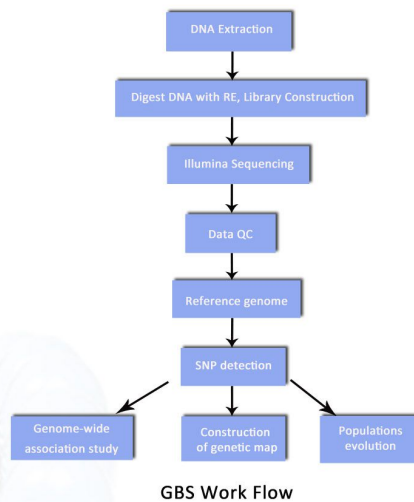 DNA Extraction
Digest DNA with RE, Library Construction
Illumina Sequencing
Data QC
Reference genome
SNP detection
Genome-wide
association study
Construction
of genetic map
Populations
evolution
GBS Work Flow